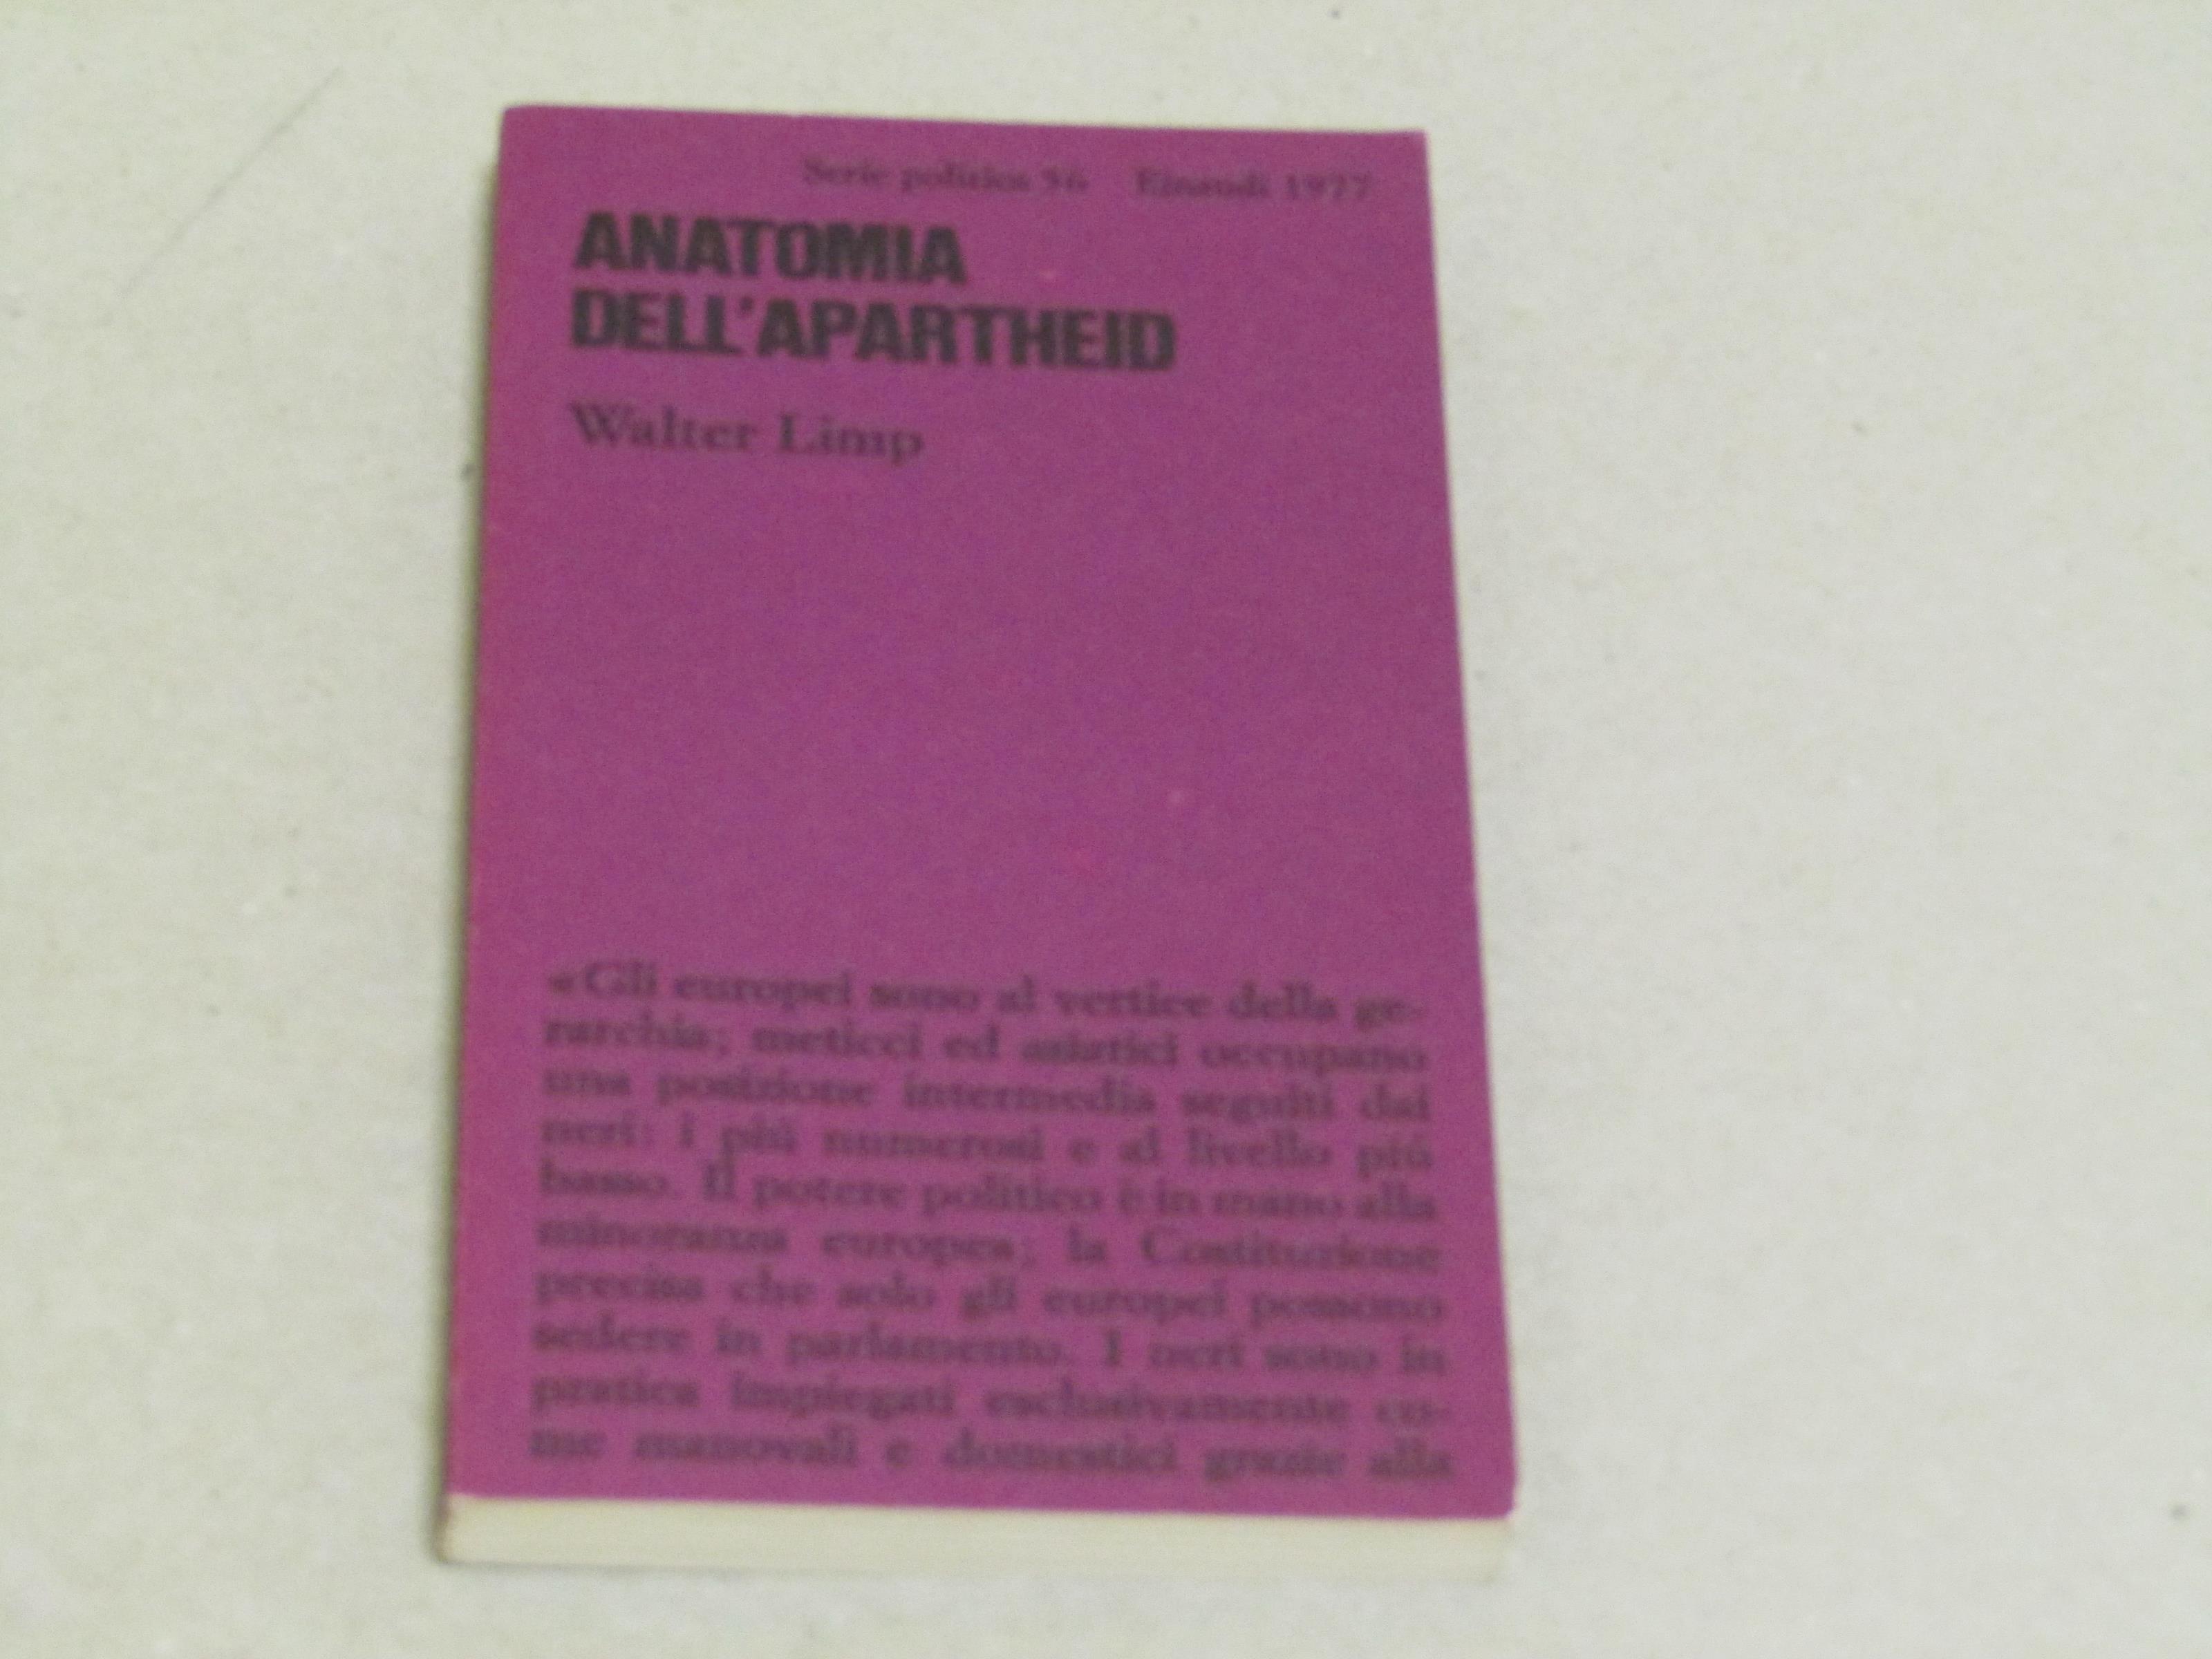 Serie politica 56 Einaudi 1977
ANATOMIA
DELL'APARTHEID
Walter Limp
«Gli europei sono al vertice della ge-
rarchia; meticci ed asiatici occupano
una posizione intermedia seguiti dai
neri: i piú numerosi e al livello piú
basso. Il potere politico è in mano alla
minoranza europea; la Costituzione
precisa che solo gli europei possono
sedere in parlamento. I neri sono in
pratica impiegati esclusivamente co-
me manovali e domestici grazie alla